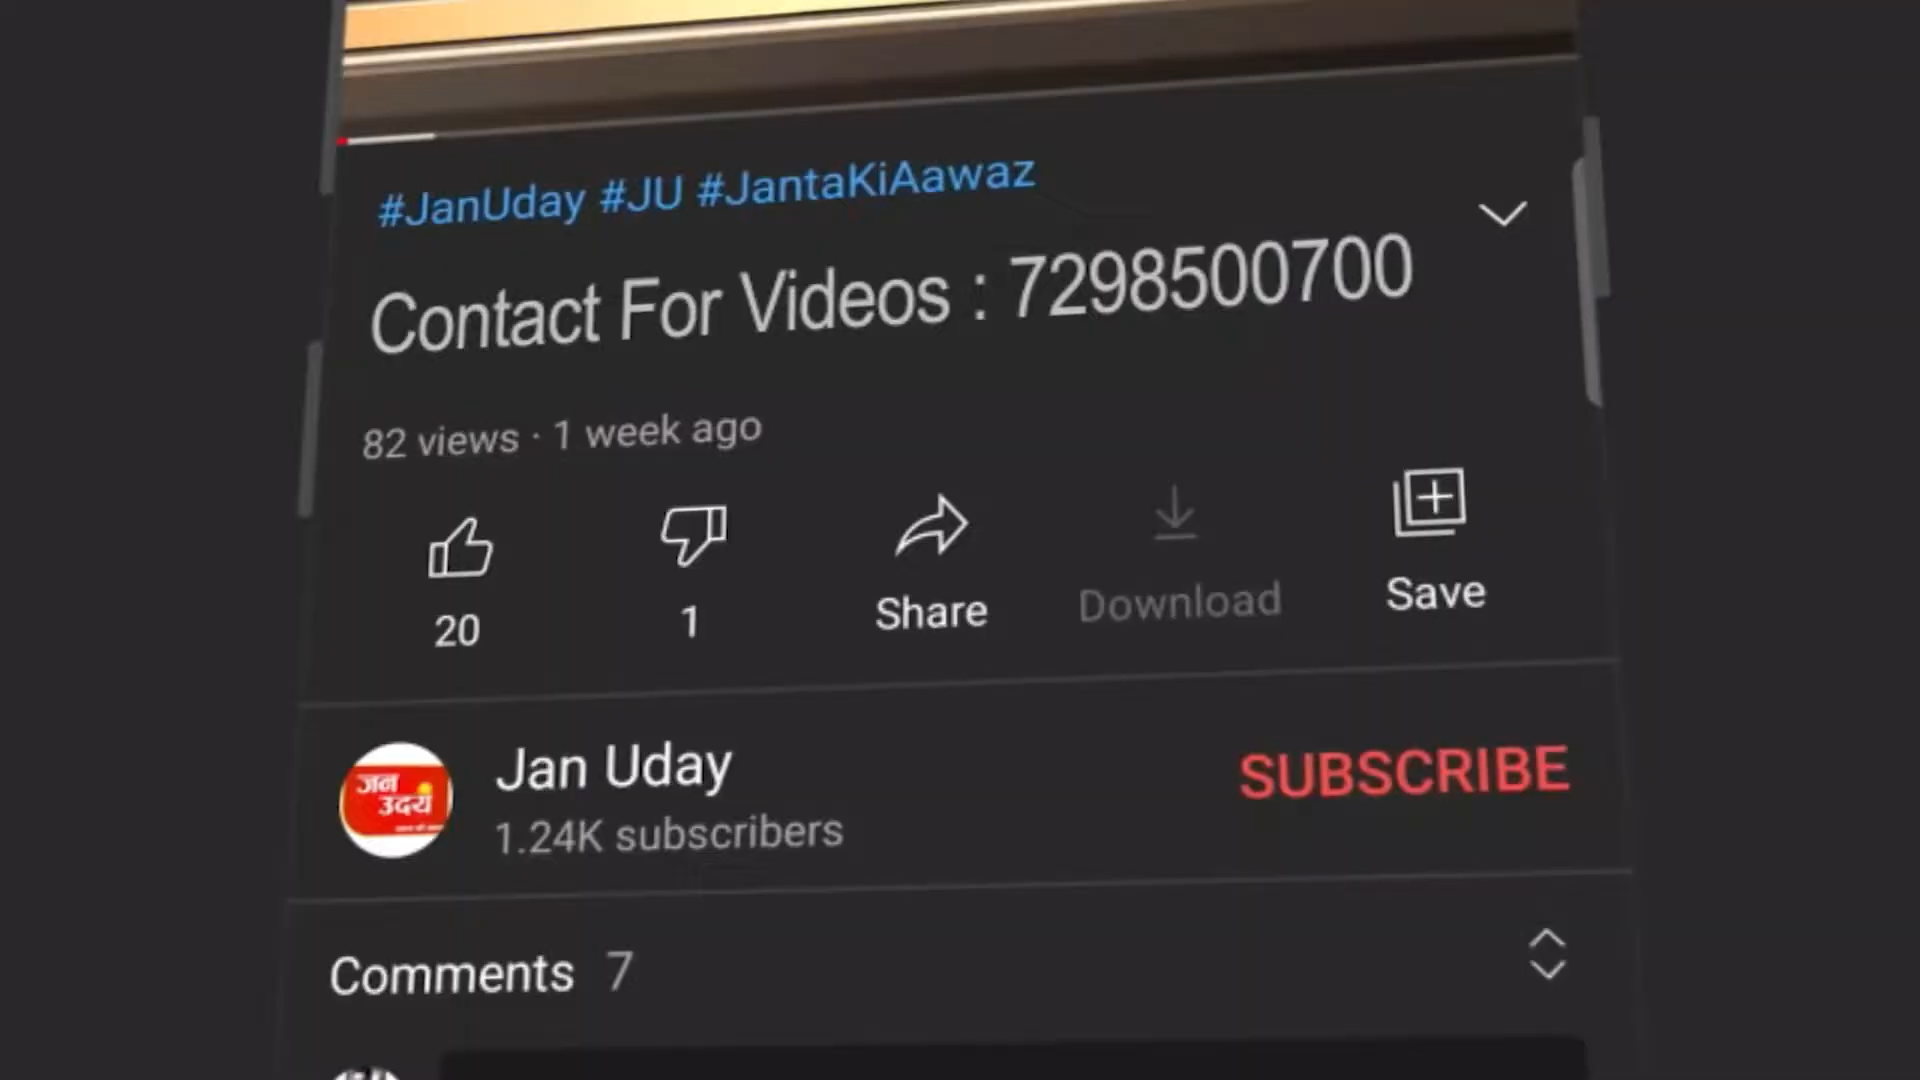 #JanUday #JU #JantaKiAawaz
Contact For Videos : 7298500700
82 views · 1 week ago
20
1
Share
Download
Save
जन
उदय
Jan Uday
1.24K subscribers
SUBSCRIBE
Comments 7